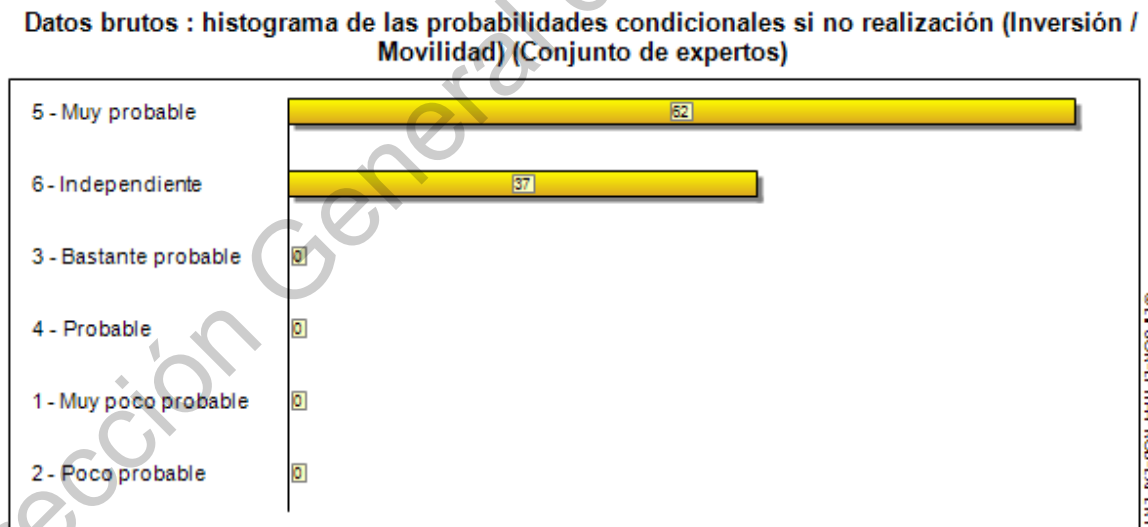 Datos brutos : histograma de las probabilidades condicionales si no realización (Inversión /
Movilidad) (Conjunto de expertos)
5 - Muy probable
62
6 - Independiente
37
3 - Bastante probable
0
4 - Probable
0
1 - Muy poco probable
0
2 - Poco probable
0
ección General